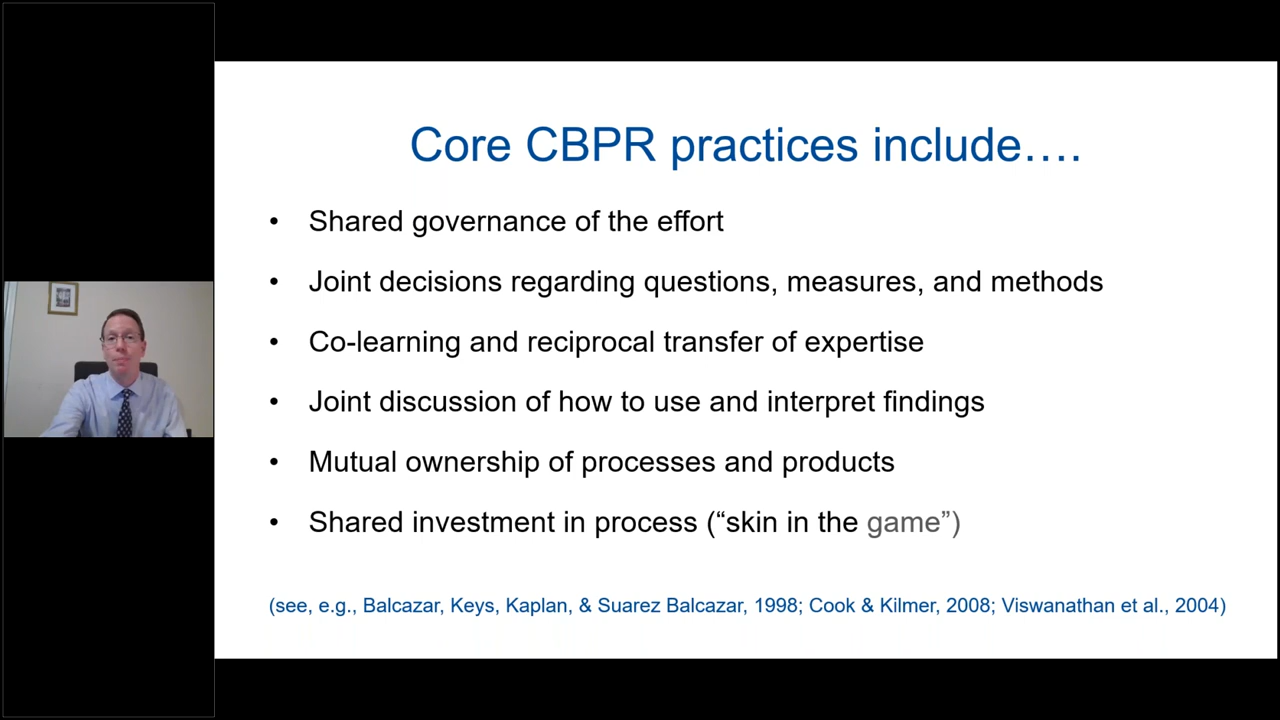 Core CBPR practices include….
• Shared governance of the effort
• Joint decisions regarding questions, measures, and methods
• Co-learning and reciprocal transfer of expertise
• Joint discussion of how to use and interpret findings
• Mutual ownership of processes and products
• Shared investment in process (“skin in the game”)
(see, e.g., Balcazar, Keys, Kaplan, & Suarez Balcazar, 1998; Cook & Kilmer, 2008; Viswanathan et al., 2004)